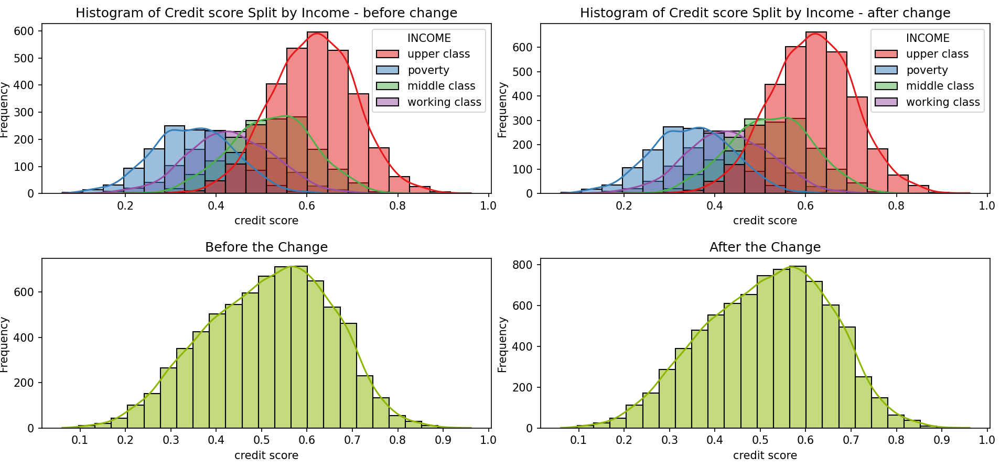 Histogram of Credit score Split by Income - before change
600
500
400
300
200
100
0
Frequency
INCOME
upper class
poverty
middle class
working class
0.2 0.4 0.6 0.8 1.0
credit score
Histogram of Credit score Split by Income - after change
600
500
400
300
200
100
0
Frequency
INCOME
upper class
poverty
middle class
working class
0.2 0.4 0.6 0.8 1.0
credit score
Before the Change
600
400
200
0
Frequency
0.1 0.2 0.3 0.4 0.5 0.6 0.7 0.8 0.9 1.0
credit score
After the Change
800
600
400
200
0
Frequency
0.1 0.2 0.3 0.4 0.5 0.6 0.7 0.8 0.9 1.0
credit score